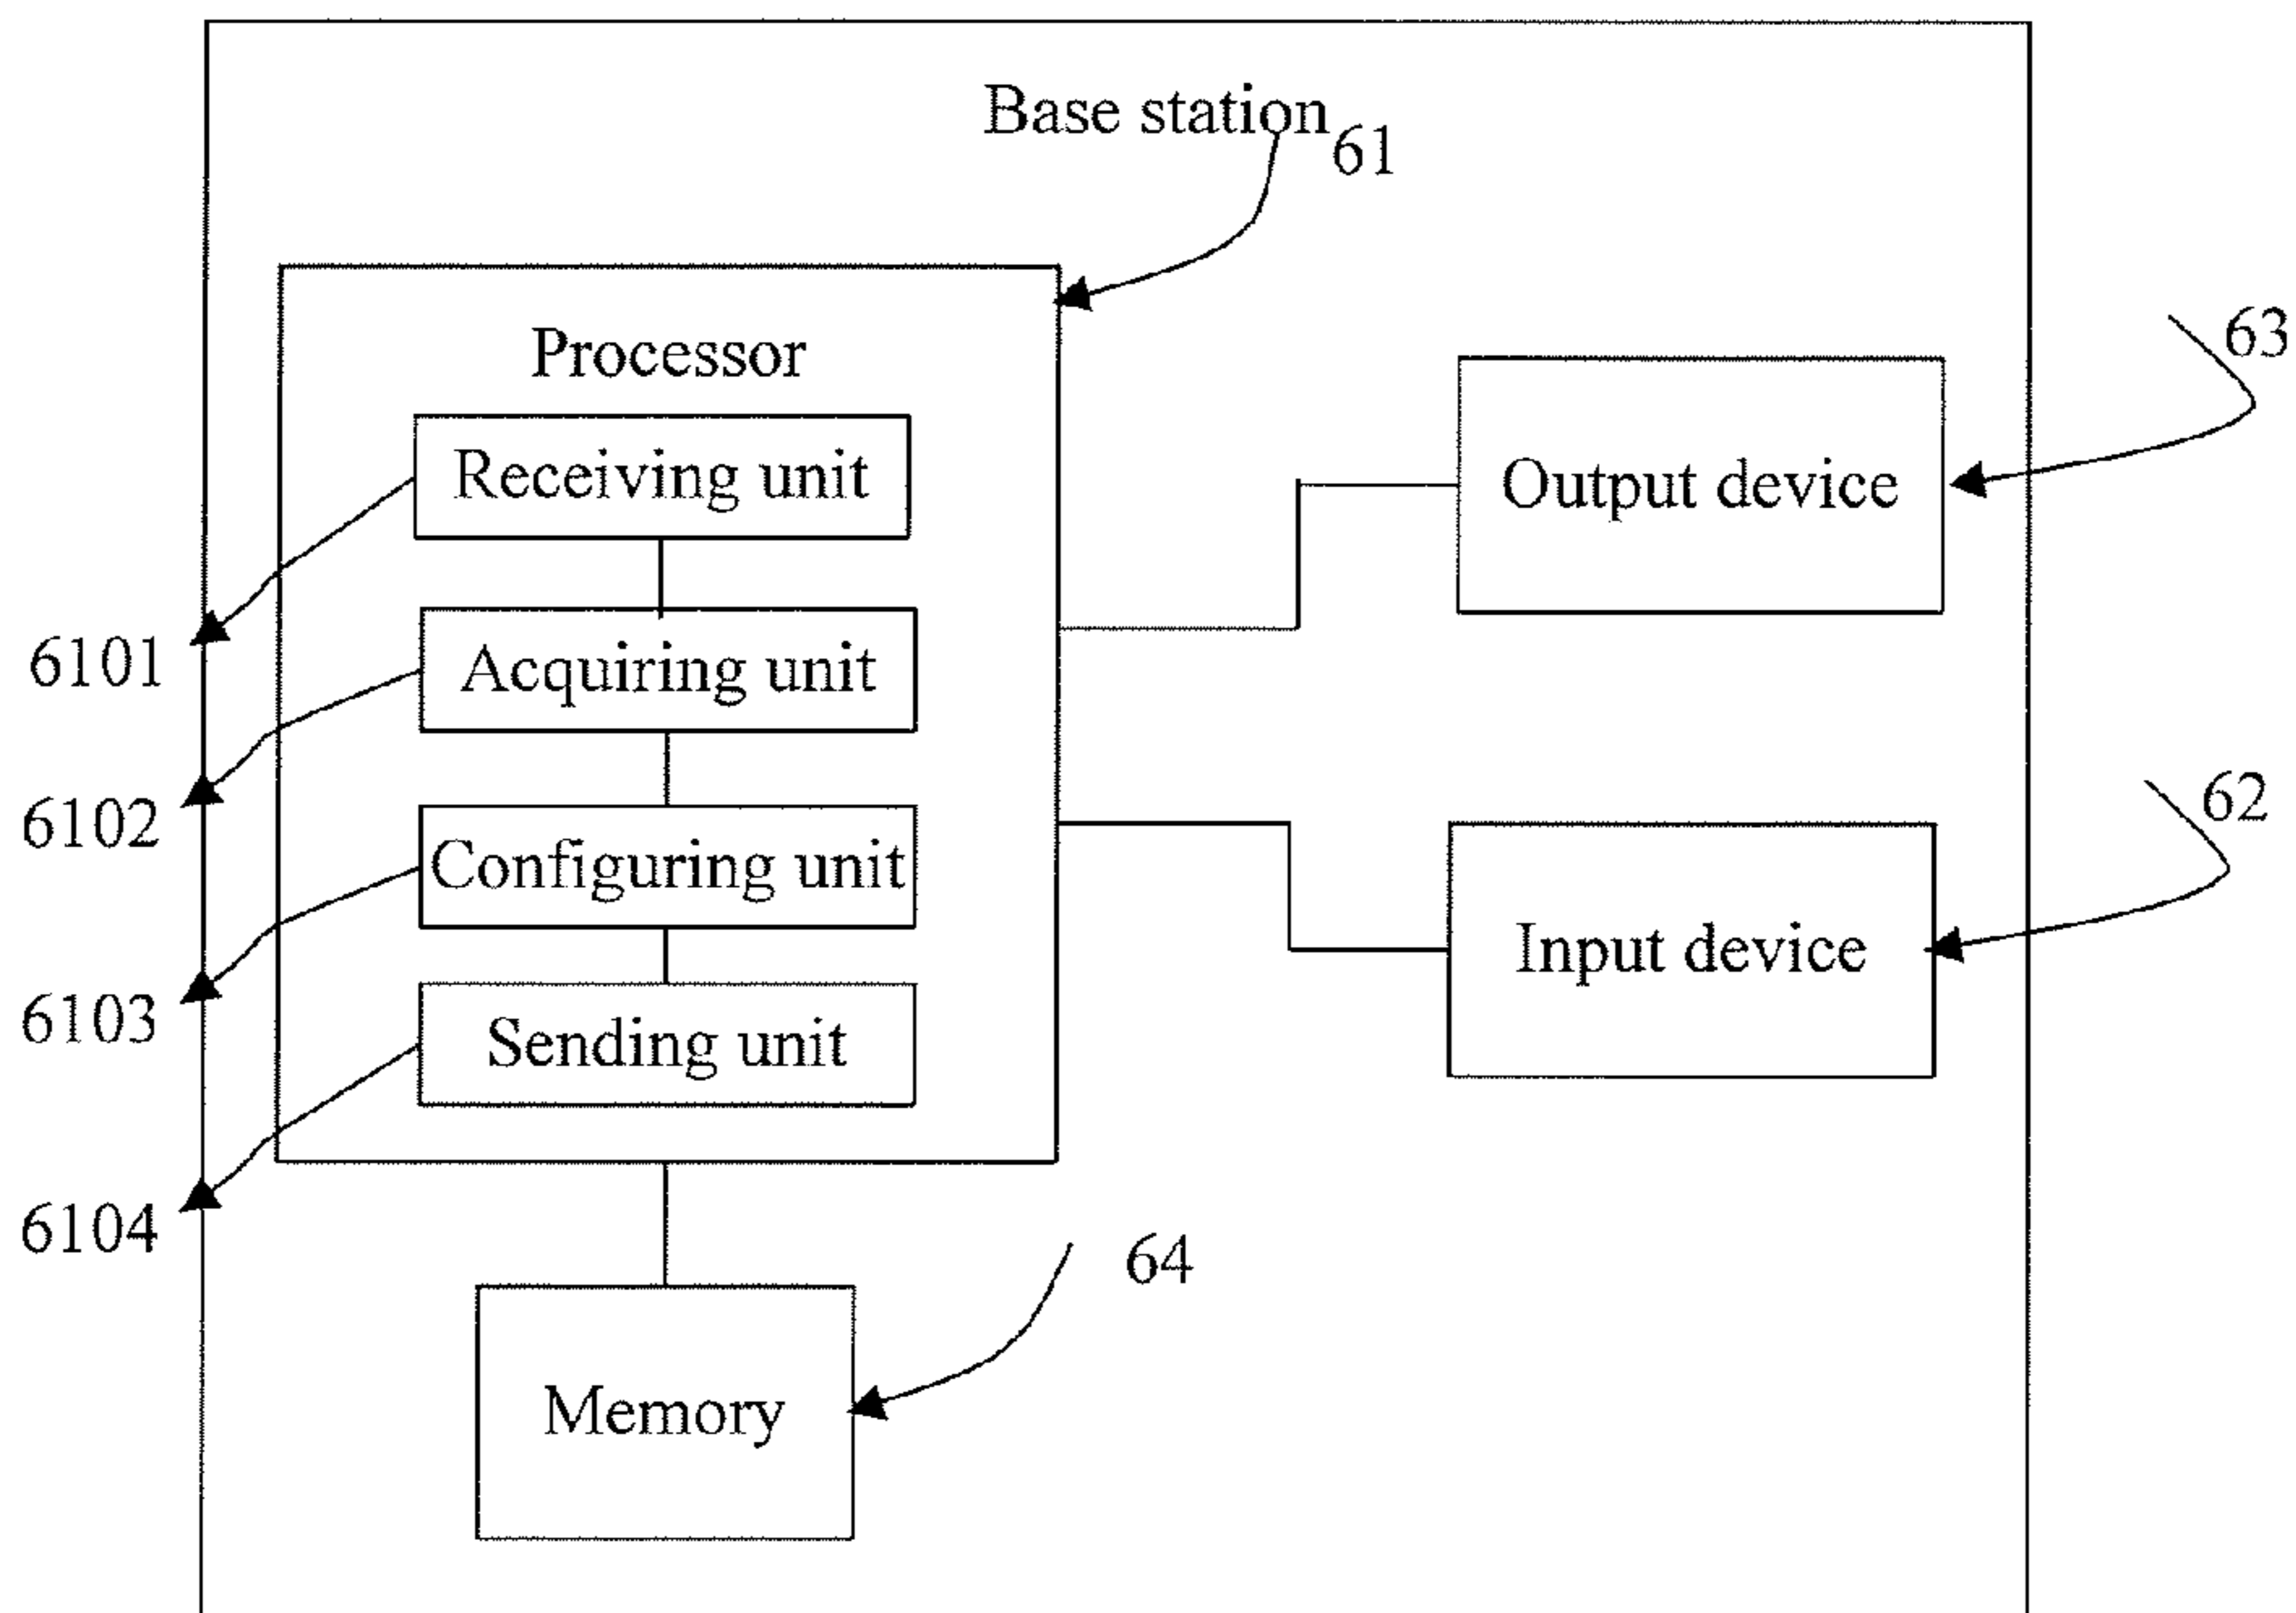 Base station
61
Processor
63
Receiving unit
Output device
6101
Acquiring unit
6102
62
Configuring unit
Input device
6103
Sending unit
6104
64
Memory